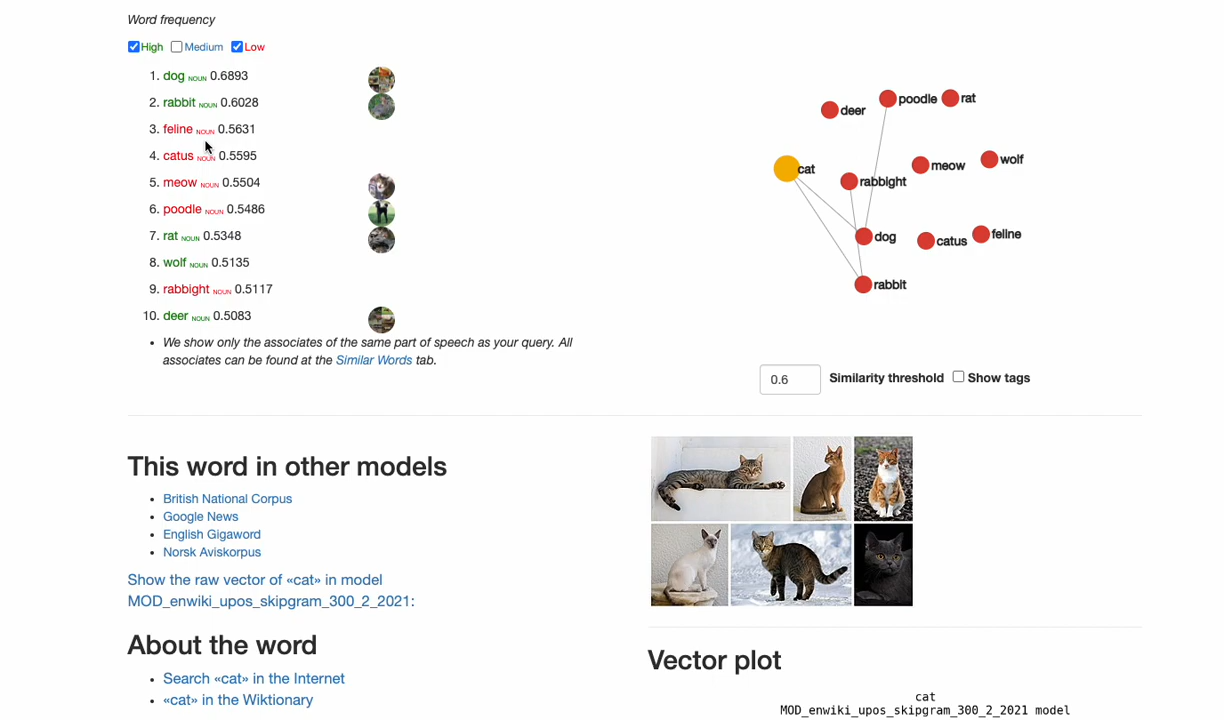 Word frequency
High Medium Low
1. dog NOUN 0.6893
2. rabbit NOUN 0.6028
3. feline NOUN 0.5631
4. catus NOUN 0.5595
5. meow NOUN 0.5504
6. poodle NOUN 0.5486
7. rat NOUN 0.5348
8. wolf NOUN 0.5135
9. rabbight NOUN 0.5117
10. deer NOUN 0.5083
• We show only the associates of the same part of speech as your query. All
associates can be found at the Similar Words tab.
deer
poodle
rat
cat
rabbight
meow
wolf
dog
catus
feline
rabbit
0.6 Similarity threshold Show tags
This word in other models
• British National Corpus
• Google News
• English Gigaword
• Norsk Aviskorpus
Show the raw vector of «cat» in model
MOD_enwiki_upos_skipgram_300_2_2021:
About the word
• Search «cat» in the Internet
• «cat» in the Wiktionary
Vector plot
cat
MOD_enwiki_upos_skipgram_300_2_2021 model